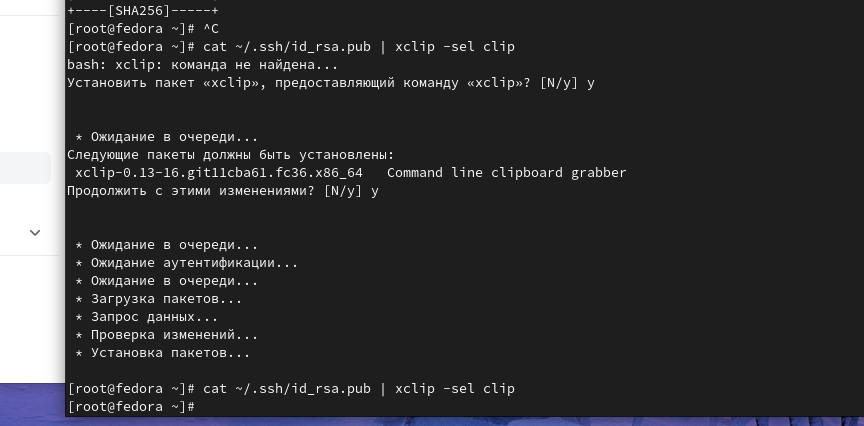 +----[SHA256]-----+
[root@fedora ~]# ^C
[root@fedora ~]# cat ~/.ssh/id_rsa.pub | xclip -sel clip
bash: xclip: команда не найдена...
Установить пакет «xclip», предоставляющий команду «xclip»? [N/y] y
* Ожидание в очереди...
Следующие пакеты должны быть установлены:
xclip-0.13-16.git11cba61.fc36.x86_64   Command line clipboard grabber
Продолжить с этими изменениями? [N/y] y
* Ожидание в очереди...
* Ожидание аутентификации...
* Ожидание в очереди...
* Загрузка пакетов...
* Запрос данных...
* Проверка изменений...
* Установка пакетов...
[root@fedora ~]# cat ~/.ssh/id_rsa.pub | xclip -sel clip
[root@fedora ~]#